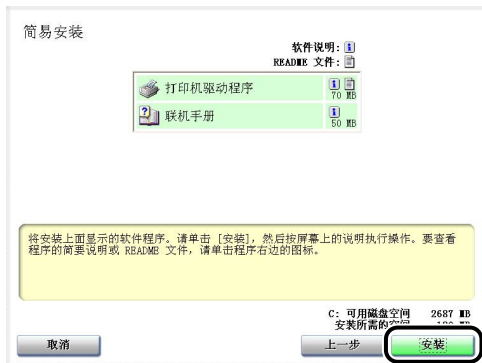 简易安装
软件说明:
README 文件:
打印机驱动程序
70 MB
联机手册
50 MB
将安装上面显示的软件程序。请单击 [安装], 然后按屏幕上的说明执行操作。要查看
程序的简要说明或 README 文件, 请单击程序右边的图标。
C: 可用磁盘空间 2687 MB
安装所需的空间
取消
上一步
安装